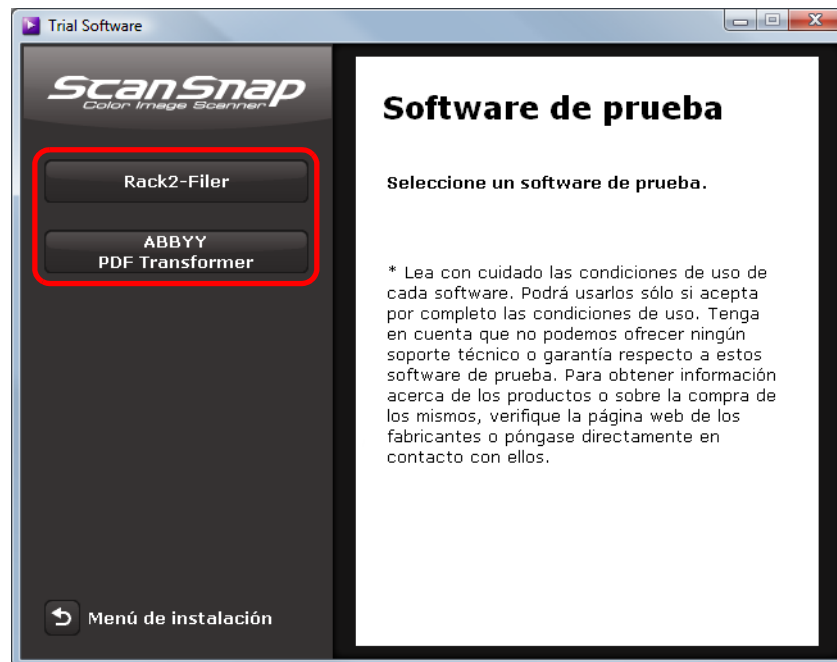 Trial Software
ScanSnap
Color Image Scanner
Rack2-Filer
ABBYY
PDF Transformer
Menú de instalación
Software de prueba
Seleccione un software de prueba.
* Lea con cuidado las condiciones de uso de
cada software. Podrá usarlos sólo si acepta
por completo las condiciones de uso. Tenga
en cuenta que no podemos ofrecer ningún
soporte técnico o garantía respecto a estos
software de prueba. Para obtener información
acerca de los productos o sobre la compra de
los mismos, verifique la página web de los
fabricantes o póngase directamente en
contacto con ellos.